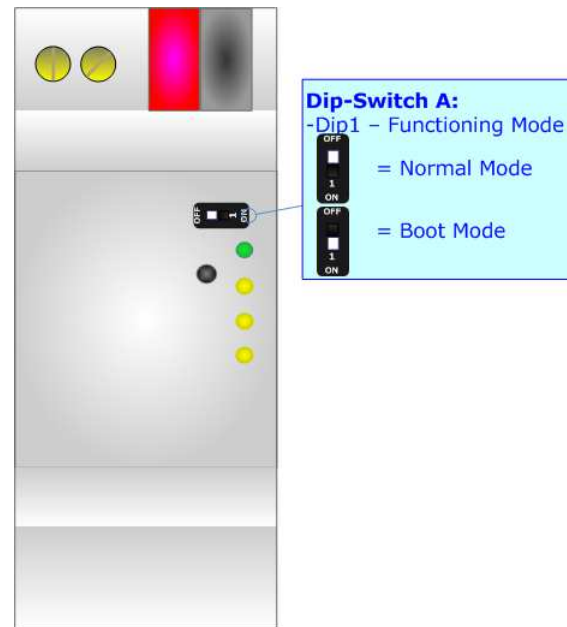 Dip-Switch A:
-Dip1 – Functioning Mode
OFF
1
ON
= Normal Mode
OFF
1
ON
= Boot Mode
OFF
1
ON